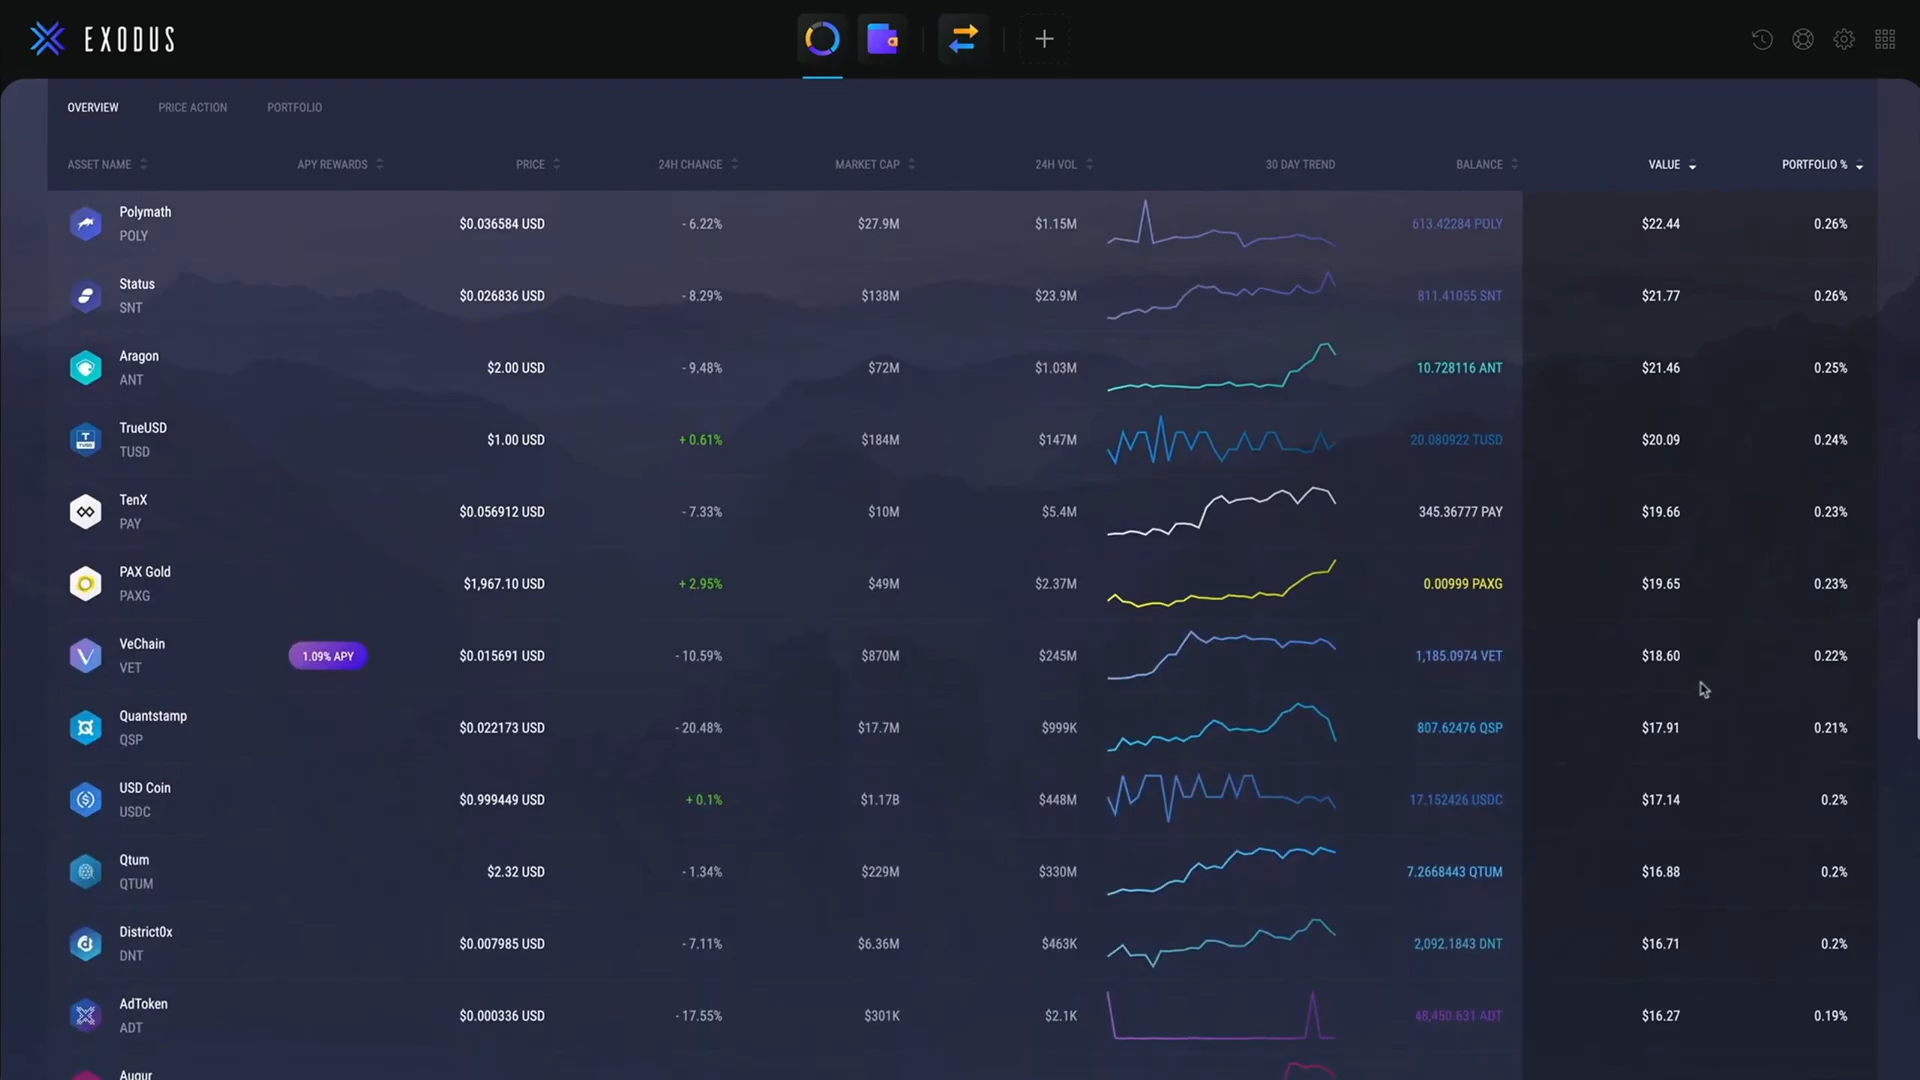 EXODUS
OVERVIEW PRICE ACTION PORTFOLIO
ASSET NAME APY REWARDS PRICE 24H CHANGE MARKET CAP 24H VOL 30 DAY TREND BALANCE VALUE PORTFOLIO %
Polymath
POLY
$0.036584 USD - 6.22% $27.9M $1.15M 613.42284 POLY $22.44 0.26%
Status
SNT
$0.026836 USD - 8.29% $138M $23.9M 811.41055 SNT $21.77 0.26%
Aragon
ANT
$2.00 USD - 9.48% $72M $1.03M 10.728116 ANT $21.46 0.25%
TrueUSD
TUSD
$1.00 USD + 0.61% $184M $147M 20.080922 TUSD $20.09 0.24%
TenX
PAY
$0.056912 USD - 7.33% $10M $5.4M 345.36777 PAY $19.66 0.23%
PAX Gold
PAXG
$1,967.10 USD + 2.95% $49M $2.37M 0.00999 PAXG $19.65 0.23%
VeChain
VET
1.09% APY $0.015691 USD - 10.59% $870M $245M 1,185.0974 VET $18.60 0.22%
Quantstamp
QSP
$0.022173 USD - 20.48% $17.7M $999K 807.62476 QSP $17.91 0.21%
USD Coin
USDC
$0.999449 USD + 0.1% $1.17B $448M 17.152426 USDC $17.14 0.2%
Qtum
QTUM
$2.32 USD - 1.34% $229M $330M 7.2668443 QTUM $16.88 0.2%
District0x
DNT
$0.007985 USD - 7.11% $6.36M $463K 2,092.1843 DNT $16.71 0.2%
AdToken
ADT
$0.000336 USD - 17.55% $301K $2.1K 48,450.631 ADT $16.27 0.19%
Augur